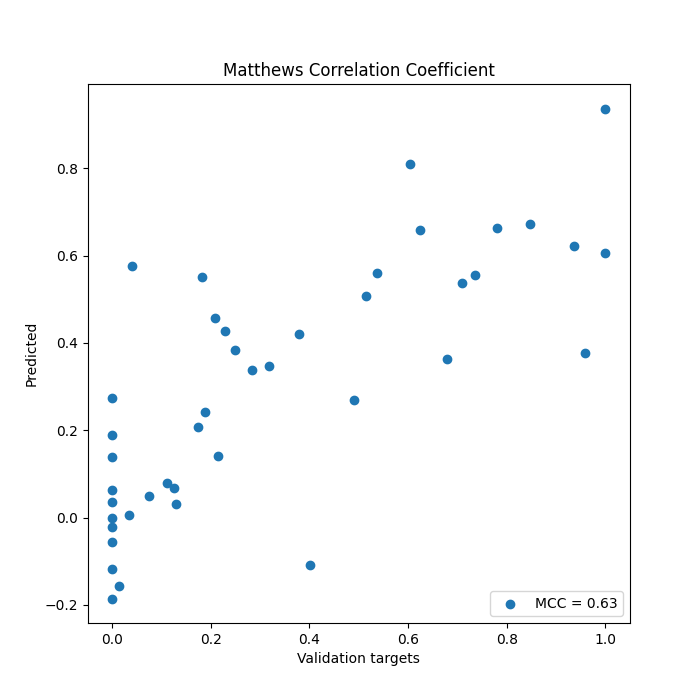 Matthews Correlation Coefficient
Predicted
0.8
0.6
0.4
0.2
0.0
−0.2
MCC = 0.63
0.0 0.2 0.4 0.6 0.8 1.0
Validation targets